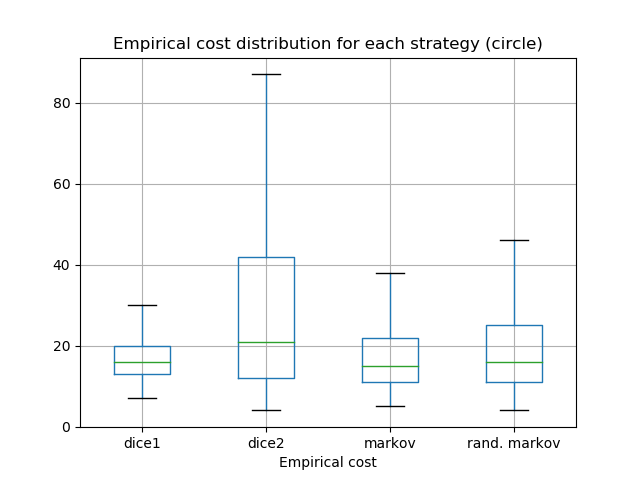 Empirical cost distribution for each strategy (circle)
80
60
40
20
0
dice1 dice2 markov rand. markov
Empirical cost